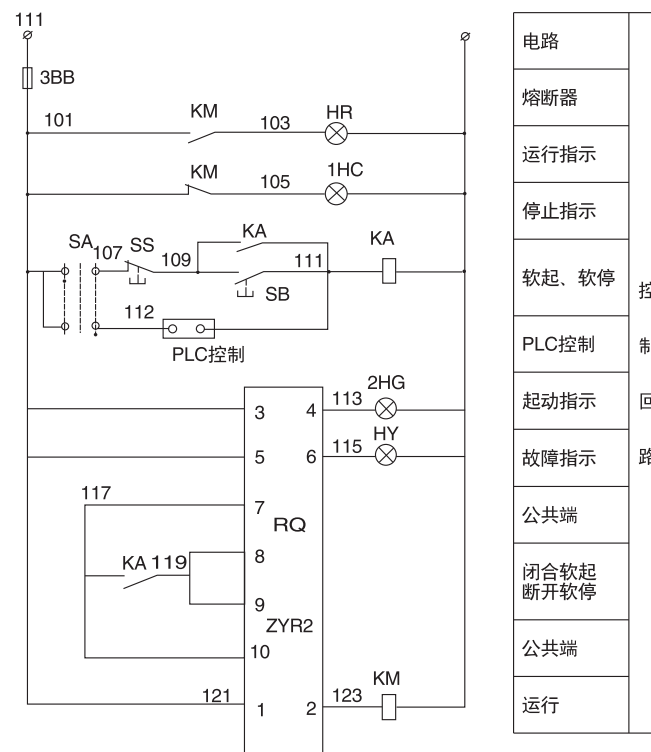 111
3BB
101
KM
103
HR
KM
105
1HC
SA
107
SS
109
KA
111
KA
SB
112
PLC控制
3
4
113
2HG
5
6
115
HY
117
7
RQ
KA
119
8
9
ZYR2
10
121
1
2
123
KM
电路
熔断器
运行指示
停止指示
软起、软停
PLC控制
起动指示
故障指示
公共端
闭合软起
断开软停
公共端
运行